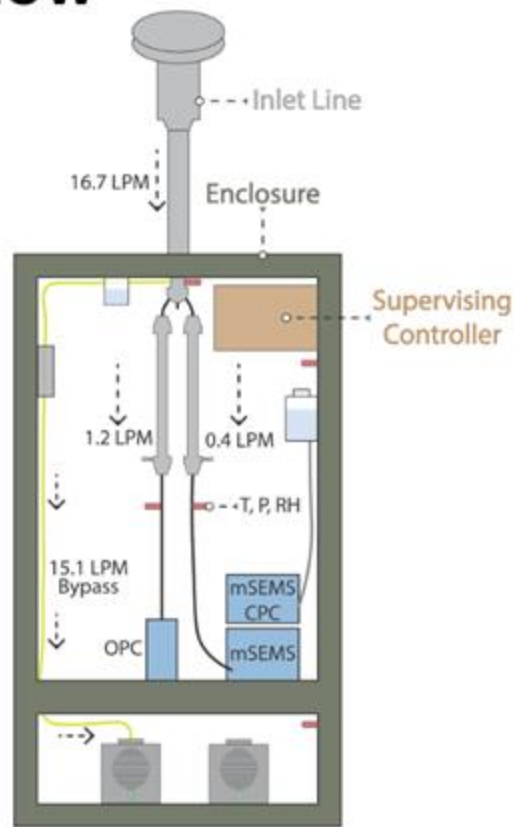 Inlet Line
16.7 LPM
Enclosure
Supervising
Controller
1.2 LPM
0.4 LPM
T, P, RH
15.1 LPM
Bypass
mSEMS
CPC
OPC
mSEMS